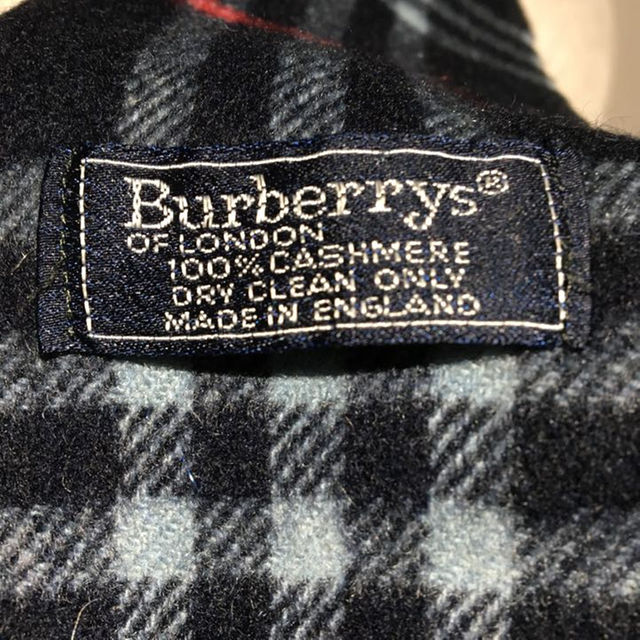 Burberrys®
OF LONDON
100% CASHMERE
DRY CLEAN ONLY
MADE IN ENGLAND